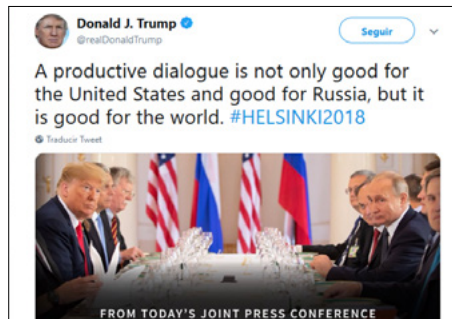 Donald J. Trump
@realDonaldTrump
Seguir
A productive dialogue is not only good for
the United States and good for Russia, but it
is good for the world. #HELSINKI2018
Traducir Tweet
FROM TODAY'S JOINT PRESS CONFERENCE